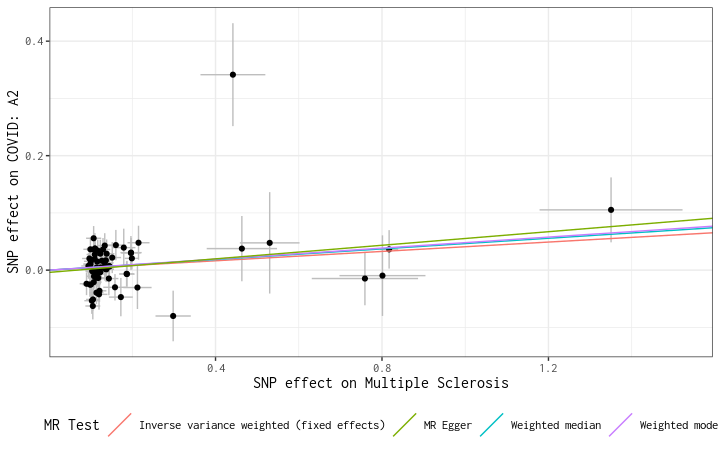 0.4
0.2
0.0
SNP effect on COVID: A2
0.4
0.8
1.2
SNP effect on Multiple Sclerosis
MR Test
Inverse variance weighted (fixed effects)
MR Egger
Weighted median
Weighted mode